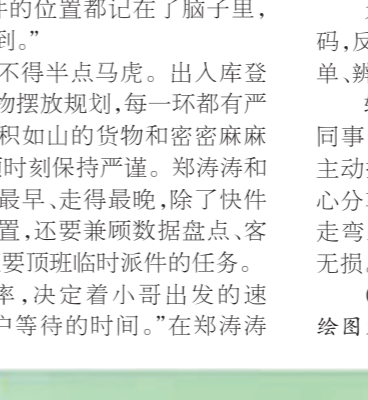 件的位置都记在了脑子里,
到。”
不得半点马虎。出入库登
物摆放规划,每一环都有严
积如山的货物和密密麻麻
时刻保持严谨。郑涛涛和
最早、走得最晚,除了快件
置,还要兼顾数据盘点、客
要顶班临时派件的任务。
率,决定着小哥出发的速
户等待的时间。”在郑涛涛
码,反
单、辨
同事
主动
心分
走弯
无损。
绘图